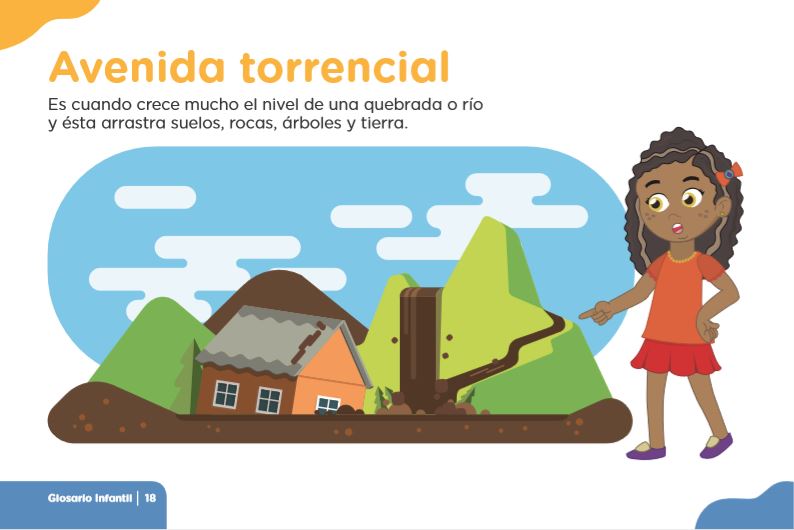 Avenida torrencial
Es cuando crece mucho el nivel de una quebrada o río
y ésta arrastra suelos, rocas, árboles y tierra.
Glosario Infantil | 18